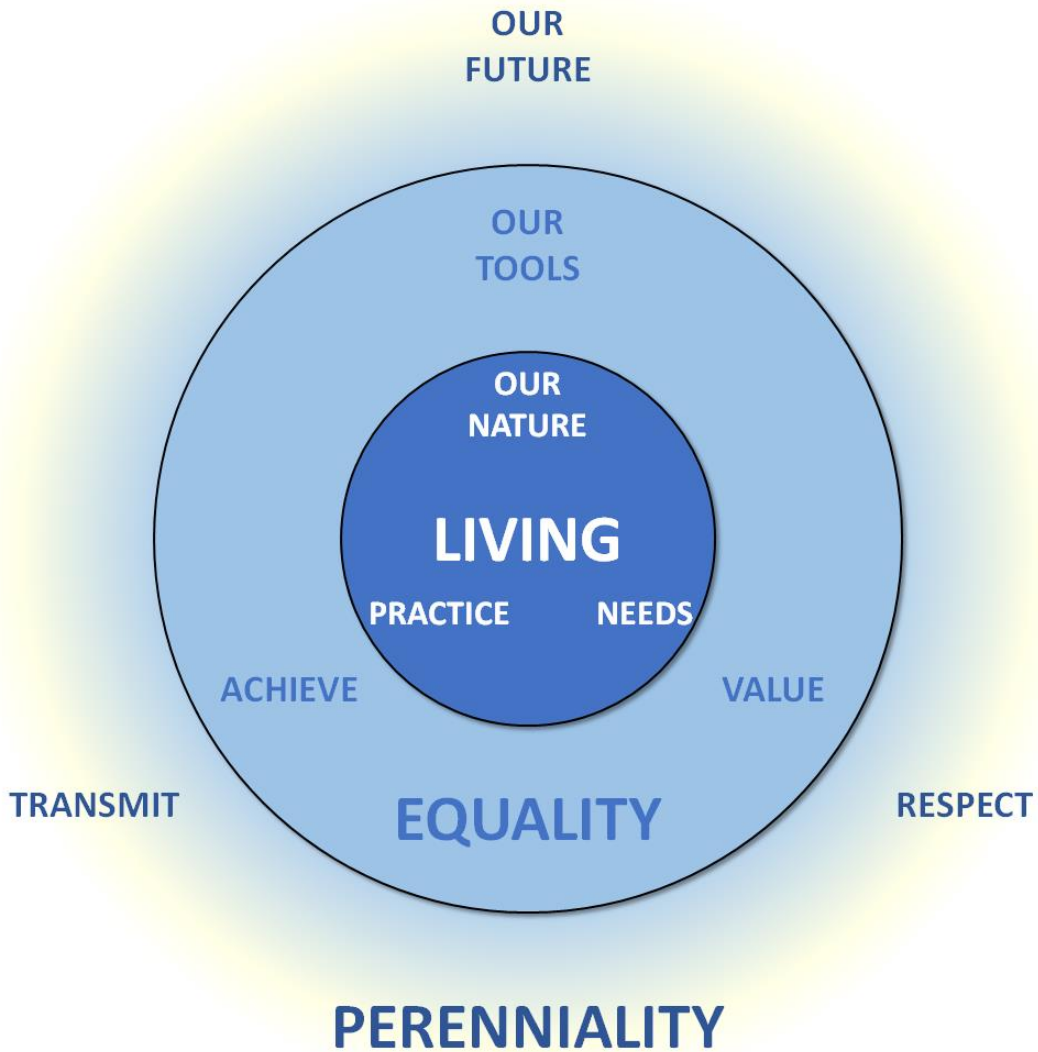 OUR
FUTURE
OUR
TOOLS
OUR
NATURE
LIVING
PRACTICE NEEDS
ACHIEVE VALUE
TRANSMIT RESPECT
EQUALITY
PERENNIALITY